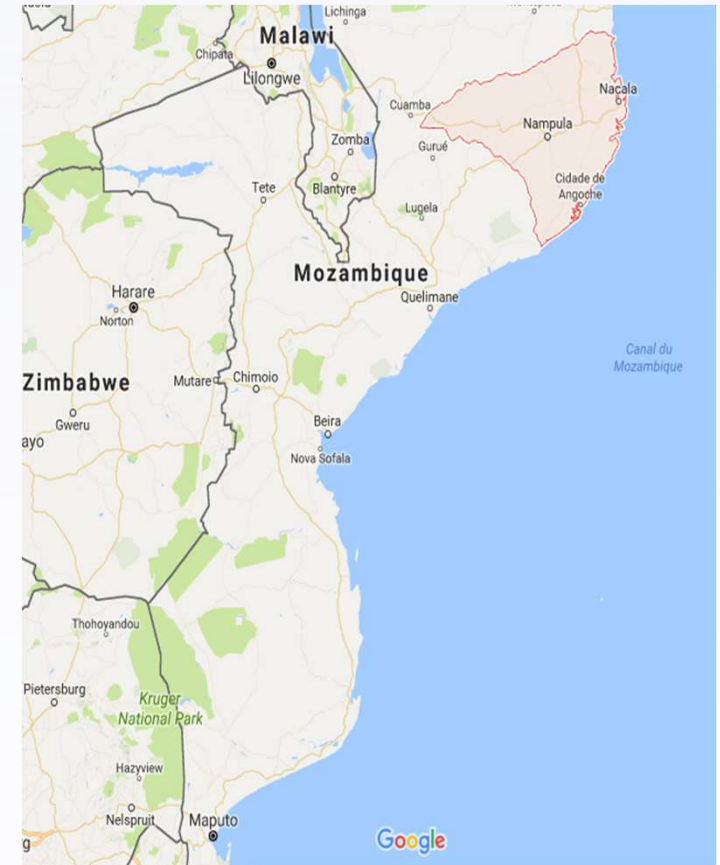 Lichinga
Malawi
Chipata
Lilongwe
Nacala
Cuamba
Nampula
Zomba
Gurué
Cidade de
Angoche
Tete
Blantyre
Lugela
Mozambique
Harare
Quelimane
Norton
Canal du
Mozambique
Zimbabwe
Mutare
Chimoio
Gweru
Beira
ayo
Nova Sofala
Thohoyandou
Pietersburg
Kruger
National Park
Hazyview
Nelspruit
Maputo
g
Google